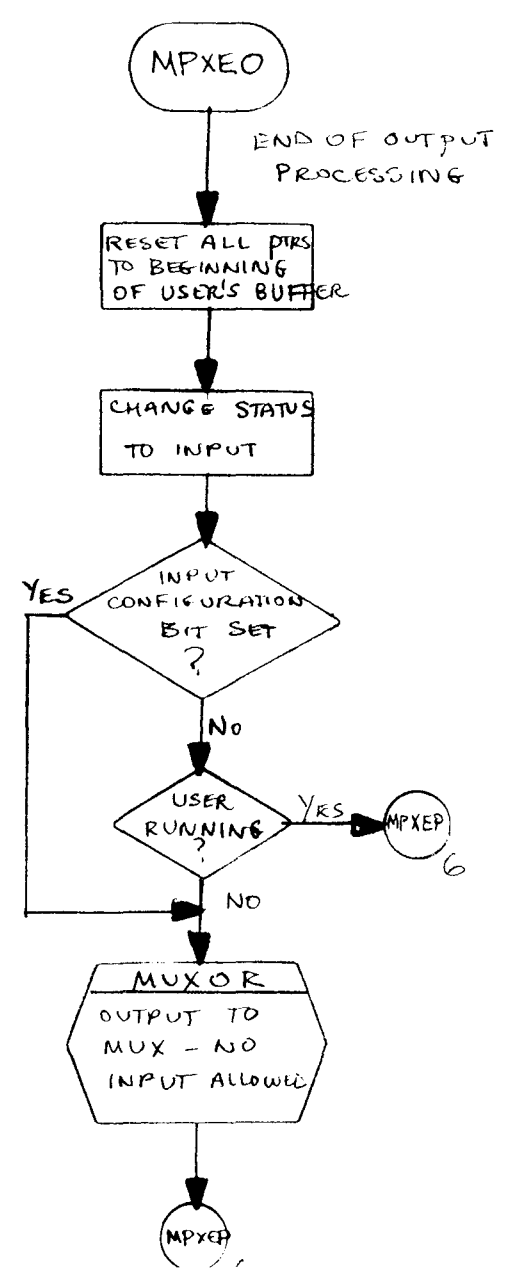 MPXEO
END OF OUTPUT
PROCESSING
RESET ALL PTRS
TO BEGINNING
OF USER'S BUFFER
CHANGE STATUS
TO INPUT
INPUT
CONFIGURATION
BIT SET
?
YES
NO
USER
RUNNING
?
YES
MPXEP
6
NO
MUXOR
OUTPUT TO
MUX - NO
INPUT ALLOWED
MPXEP